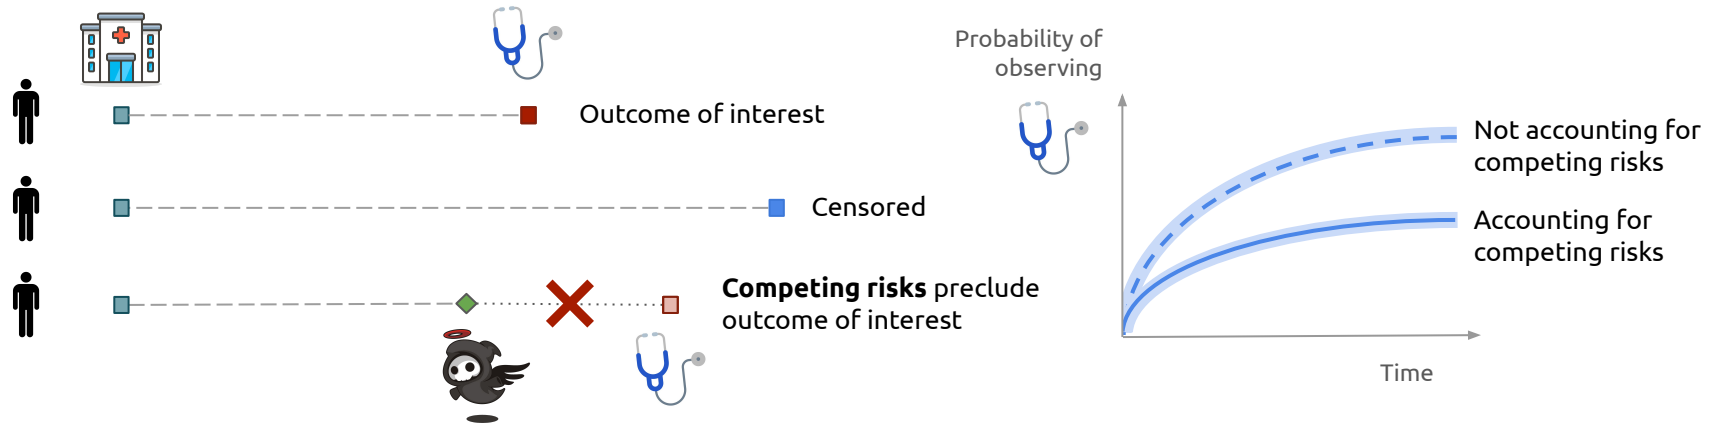 Outcome of interest
Censored
Competing risks preclude
outcome of interest
Probability of
observing
Not accounting for
competing risks
Accounting for
competing risks
Time